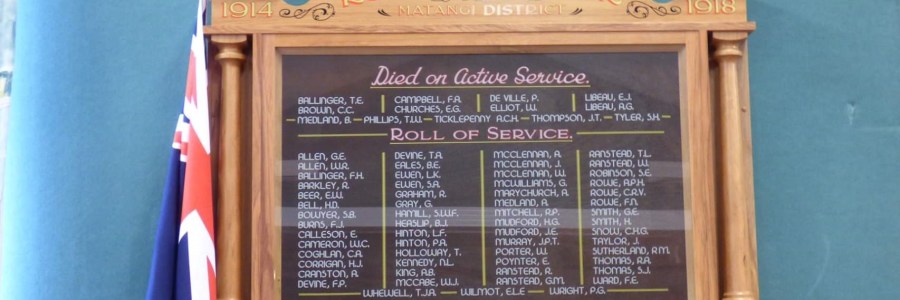 1914 MATANGI DISTRICT 1918
Died on Active Service.
BALLINGER, T.E. CAMPBELL, F.A. DE VILLE, P. LIBEAU, E.J.
BROWN, C.C. CHURCHES, E.G. ELLIOT, W. LIBEAU, A.G.
MEDLAND, B. PHILLIPS, T.W. TICKLEPENNY A.C.H. THOMPSON, J.T. TYLER, S.H.
ROLL OF SERVICE.
ALLEN, G.E. DEVINE, T.A. MCCLENNAN, A. RANSTEAD, T.L.
ALLEN, W.R. EALES, B.E. MCCLENNAN, J. RANSTEAD, W.
BALLINGER, F.H. EWEN, L.K. MCCLENNAN, W. ROBINSON, S.E.
BARKLEY, R. EWEN, S.A. MCWILLIAMS, G. ROWE, A.P.H.
BEER, E.W. GRAHAM, R. MARYCHURCH, A. ROWE, C.R.V.
BELL, H.D. GRAY, G. MEDLAND, A. ROWE, F.N.
BOWYER, S.B. HAMILL, S.W.F. MITCHELL, R.P. SMITH, G.E.
BURNS, F.J. HEASLIP, B.J. MUDFORD, H.G. SMITH, H.
CALLESON, E. HINTON, L.F. MUDFORD, J.E. SNOW, C.H.G.
CAMERON, W.C. HINTON, P.A. MURRAY, J.P.T. TAYLOR, J.
COGHLAN, C.A. HOLLOWAY, T. PORTER, W. SUTHERLAND, R.M.
CORRIGAN, H.J. KENNEDY, N.L. POYNTER, E. THOMAS, R.A.
CRANSTON, A. KING, A.B. RANSTEAD, R. THOMAS, S.J.
DEVINE, F.P. MCCABE, W.J. RANSTEAD, G.M. WARD, F.E.
WHEWELL, T.J.A. WILMOT, E.L.E WRIGHT, P.G.